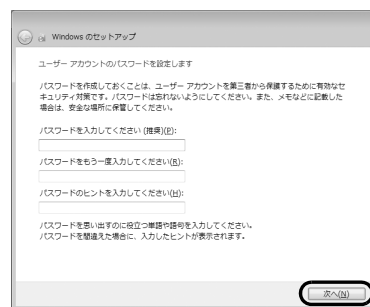 Windows のセットアップ
ユーザー アカウントのパスワードを設定します
パスワードを作成しておくことは、ユーザー アカウントを第三者から保護するために有効なセ
キュリティ対策です。パスワードは忘れないようにしてください。また、メモなどに記載した
場合は、安全な場所に保管してください。
パスワードを入力してください (推奨)(P):
パスワードをもう一度入力してください(R):
パスワードのヒントを入力してください(H):
パスワードを思い出すのに役立つ単語や語句を入力してください。
パスワードを間違えた場合に、入力したヒントが表示されます。
次へ(N)